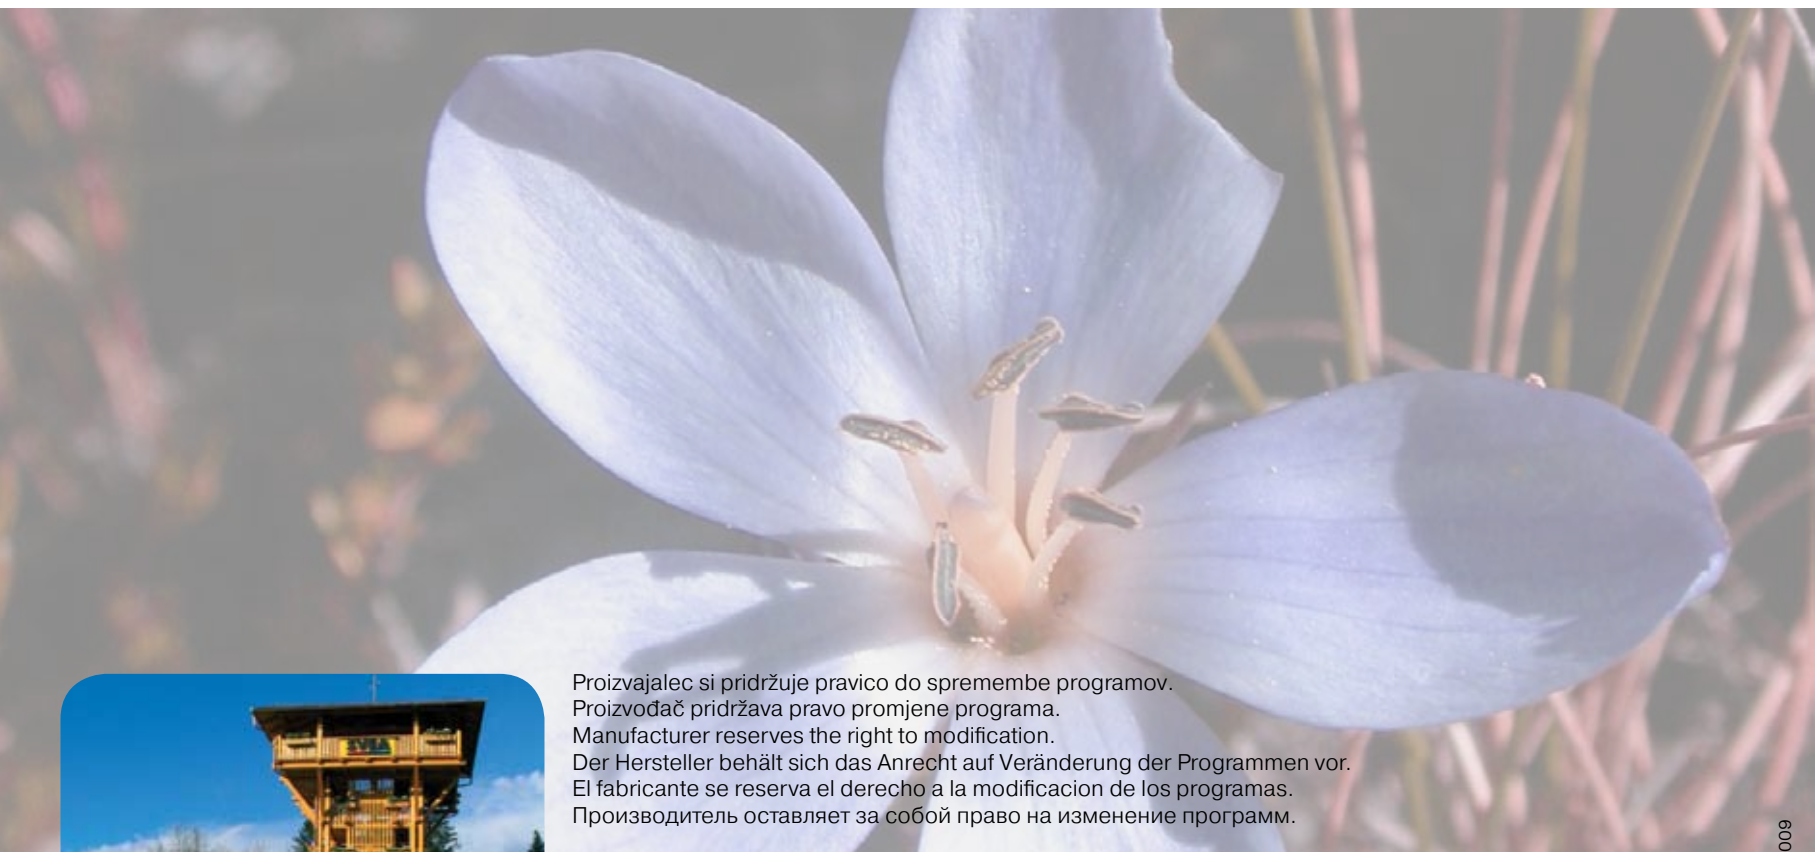 Proizvajalec si pridržuje pravico do spremembe programov.
Proizvođač pridržava pravo promjene programa.
Manufacturer reserves the right to modification.
Der Hersteller behält sich das Anrecht auf Veränderung der Programmen vor.
El fabricante se reserva el derecho a la modificacion de los programas.
Производитель оставляет за собой право на изменение программ.
009